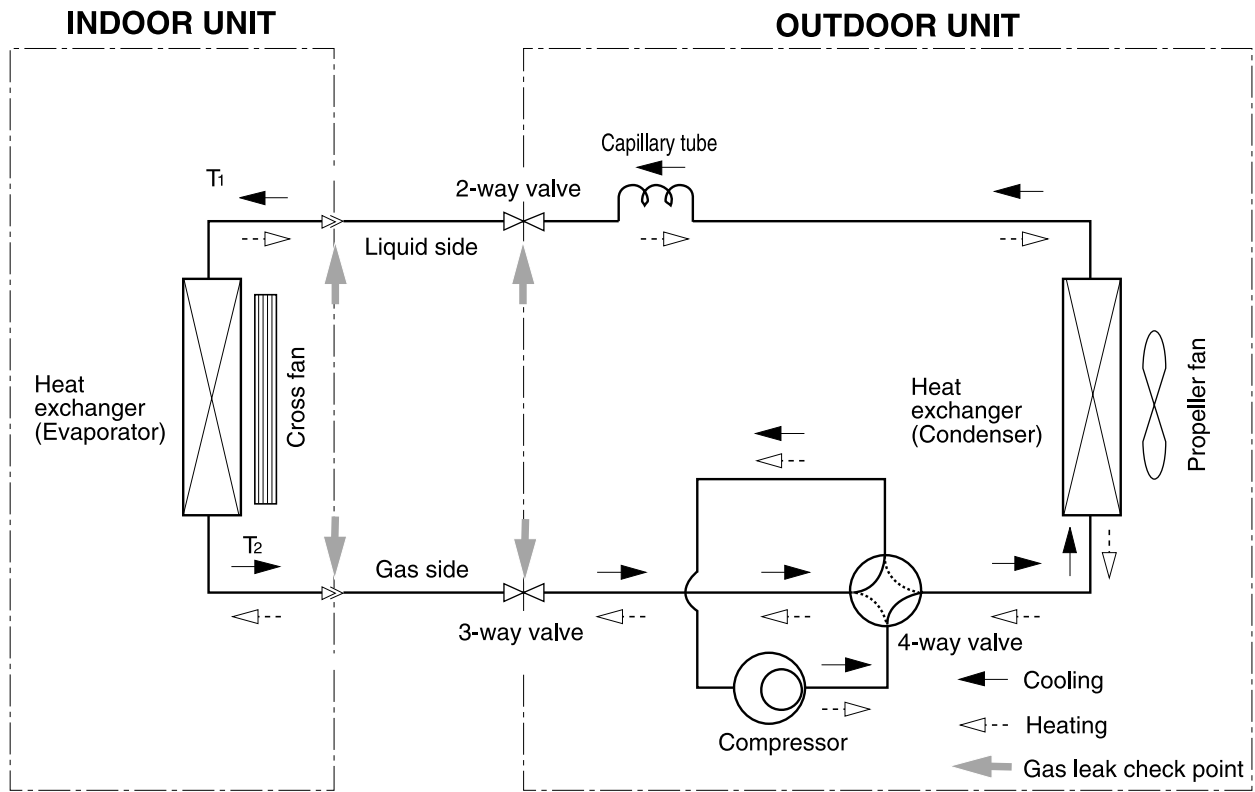 INDOOR UNIT
OUTDOOR UNIT
Capillary tube
T1
2-way valve
Liquid side
Heat
exchanger
(Evaporator)
Cross fan
Heat
exchanger
(Condenser)
Propeller fan
T2
Gas side
3-way valve
4-way valve
Compressor
Cooling
Heating
Gas leak check point